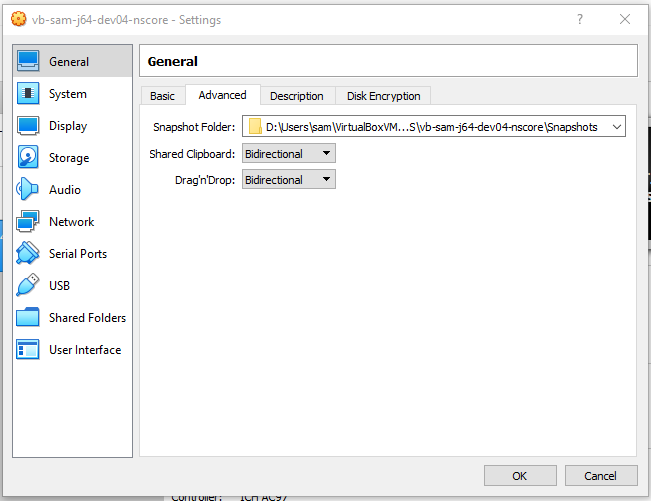 vb-sam-j64-dev04-nscore - Settings
General
System
Display
Storage
Audio
Network
Serial Ports
USB
Shared Folders
User Interface
General
Basic Advanced Description Disk Encryption
Snapshot Folder: D:\Users\sam\VirtualBoxVM...S\vb-sam-j64-dev04-nscore\Snapshots
Shared Clipboard: Bidirectional
Drag'n'Drop: Bidirectional
OK Cancel
Controller: ICH AC97